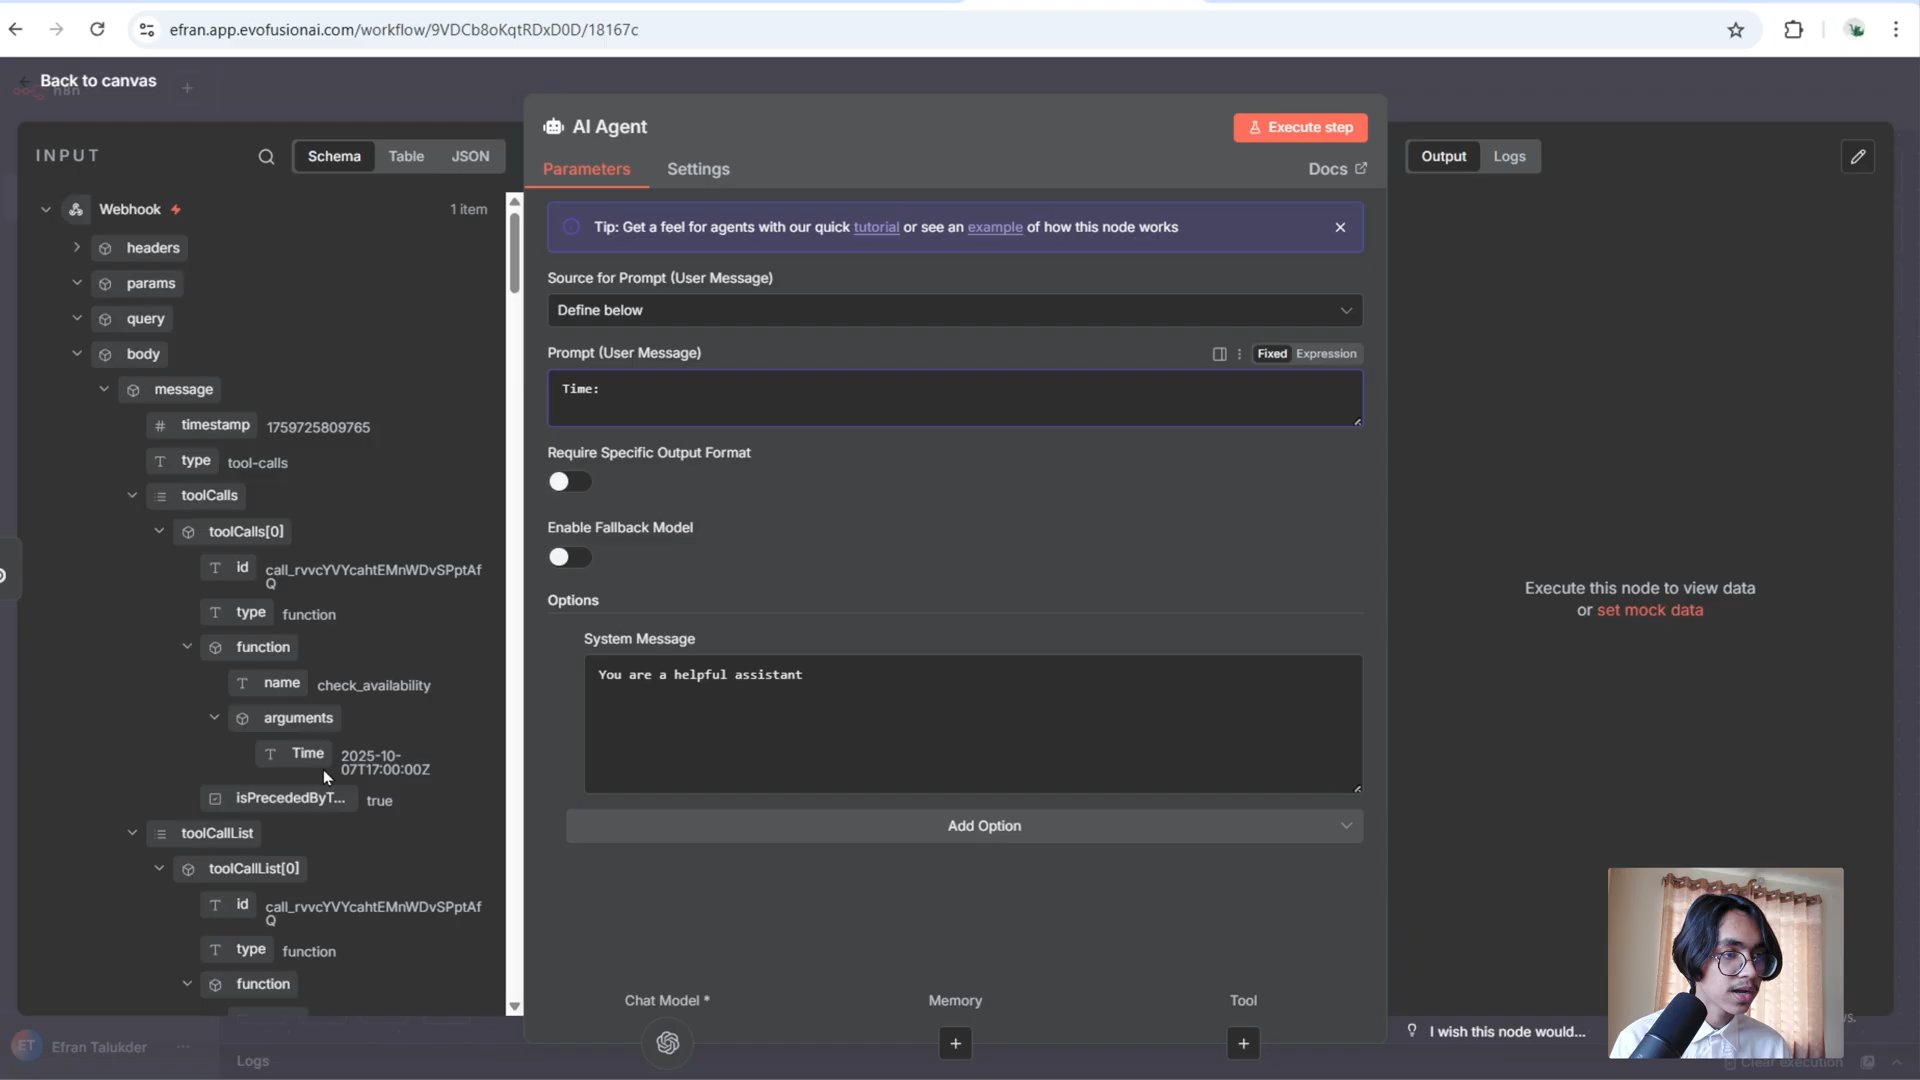 efran.app.evofusionai.com/workflow/9VDCb8oKqtRDxD0D/18167c
Back to canvas
n8n
INPUT
Schema
Table
JSON
Webhook
1 item
headers
params
query
body
message
# timestamp 1759725809765
T type tool-calls
toolCalls
toolCalls[0]
T id call_rvvcYVYcahtEMnWDvSPptAf
Q
T type function
function
T name check_availability
arguments
T Time 2025-10-
07T17:00:00Z
isPrecededByT... true
toolCallList
toolCallList[0]
T id call_rvvcYVYcahtEMnWDvSPptAf
Q
T type function
function
ET Efran Talukder ...
Logs
AI Agent
Execute step
Parameters
Settings
Docs
Tip: Get a feel for agents with our quick tutorial or see an example of how this node works
Source for Prompt (User Message)
Define below
Prompt (User Message)
Fixed Expression
Time:
Require Specific Output Format
Enable Fallback Model
Options
System Message
You are a helpful assistant
Add Option
Chat Model *
Memory
Tool
Output
Logs
Execute this node to view data
or set mock data
I wish this node would...
Clear execution